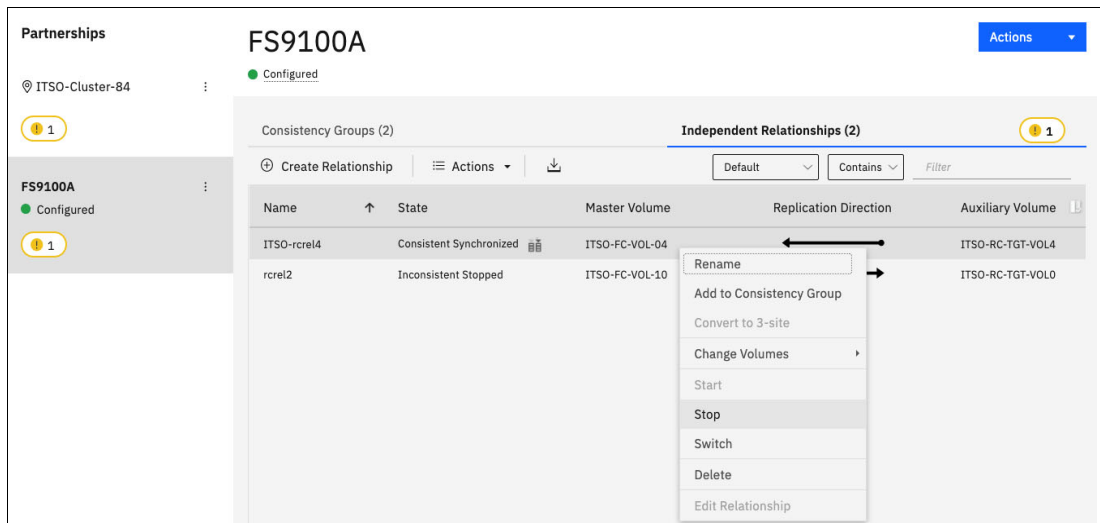 Partnerships
ITSO-Cluster-84
1
FS9100A
Configured
1
FS9100A
Configured
Actions
Consistency Groups (2)
Independent Relationships (2)
1
Create Relationship
Actions
Default
Contains
Filter
Name State Master Volume Replication Direction Auxiliary Volume
ITSO-rcrel4 Consistent Synchronized ITSO-FC-VOL-04 ITSO-RC-TGT-VOL4
rcrel2 Inconsistent Stopped ITSO-FC-VOL-10 ITSO-RC-TGT-VOL0
Rename
Add to Consistency Group
Convert to 3-site
Change Volumes
Start
Stop
Switch
Delete
Edit Relationship